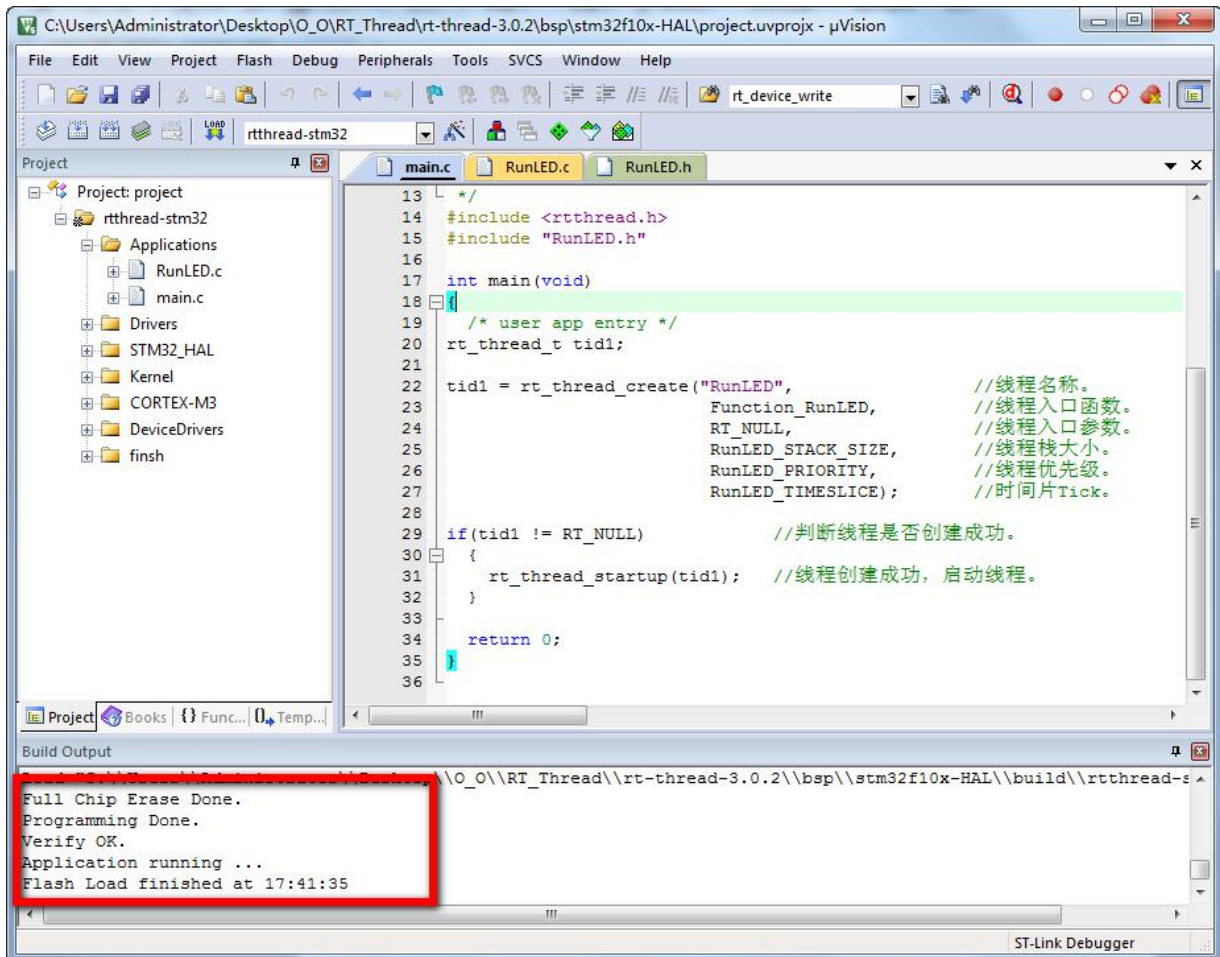 C:\Users\Administrator\Desktop\O_O\RT_Thread\rt-thread-3.0.2\bsp\stm32f10x-HAL\project.uvprojx - µVision
File Edit View Project Flash Debug Peripherals Tools SVCS Window Help
rt_device_write
LOAD rtthread-stm32
Project
main.c RunLED.c RunLED.h
Project: project
rtthread-stm32
Applications
RunLED.c
main.c
Drivers
STM32_HAL
Kernel
CORTEX-M3
DeviceDrivers
finsh
13 */
14 #include <rtthread.h>
15 #include "RunLED.h"
16
17 int main(void)
18 {
19 /* user app entry */
20 rt_thread_t tid1;
21
22 tid1 = rt_thread_create("RunLED", //线程名称。
23 Function_RunLED, //线程入口函数。
24 RT_NULL, //线程入口参数。
25 RunLED_STACK_SIZE, //线程栈大小。
26 RunLED_PRIORITY, //线程优先级。
27 RunLED_TIMESLICE); //时间片Tick。
28
29 if(tid1 != RT_NULL) //判断线程是否创建成功。
30 {
31 rt_thread_startup(tid1); //线程创建成功，启动线程。
32 }
33
34 return 0;
35 }
36
Project Books {} Func... Temp...
Build Output
\\O_O\\RT_Thread\\rt-thread-3.0.2\\bsp\\stm32f10x-HAL\\build\\rtthread-s
Full Chip Erase Done.
Programming Done.
Verify OK.
Application running ...
Flash Load finished at 17:41:35
ST-Link Debugger